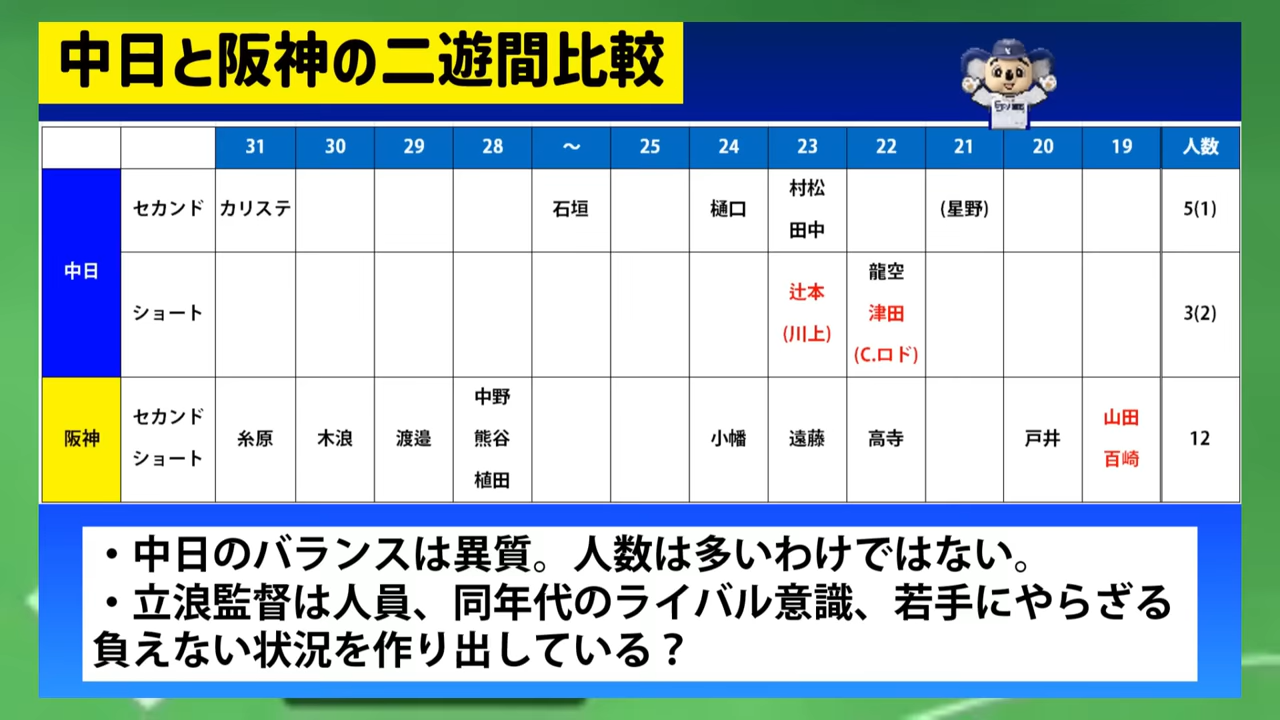 中日と阪神の二遊間比較
31 30 29 28 ～ 25 24 23 22 21 20 19 人数
中日
セカンド カリステ 石垣 樋口 村松 田中 (星野) 5(1)
ショート 辻本 (川上) 龍空 津田 (C.ロド) 3(2)
阪神
セカンド ショート 糸原 木浪 渡邉 中野 熊谷 植田 小幡 遠藤 高寺 戸井 山田 百崎 12
・中日のバランスは異質。人数は多いわけではない。
・立浪監督は人員、同年代のライバル意識、若手にやらざる
負えない状況を作り出している？